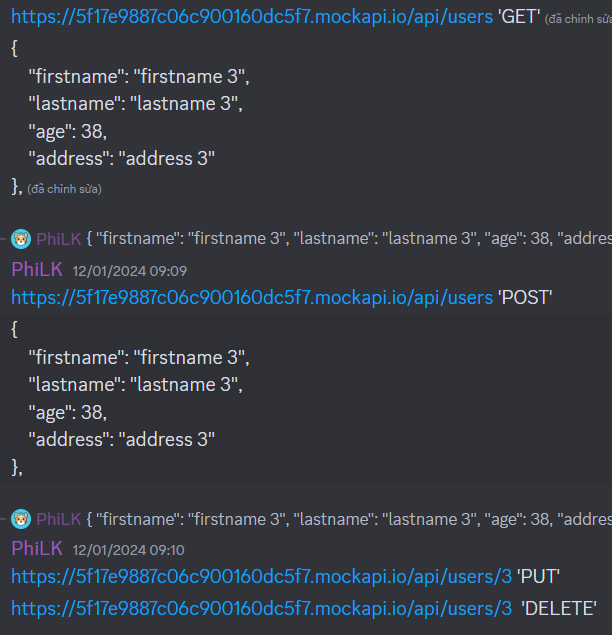 https://5f17e9887c06c900160dc5f7.mockapi.io/api/users 'GET' (đã chỉnh sửa
{
"firstname": "firstname 3",
"lastname": "lastname 3",
"age": 38,
"address": "address 3"
}, (đã chỉnh sửa)
PhiLK { "firstname": "firstname 3", "lastname": "lastname 3", "age": 38, "addres
PhiLK 12/01/2024 09:09
https://5f17e9887c06c900160dc5f7.mockapi.io/api/users 'POST'
{
"firstname": "firstname 3",
"lastname": "lastname 3",
"age": 38,
"address": "address 3"
},
PhiLK { "firstname": "firstname 3", "lastname": "lastname 3", "age": 38, "addres
PhiLK 12/01/2024 09:10
https://5f17e9887c06c900160dc5f7.mockapi.io/api/users/3 'PUT'
https://5f17e9887c06c900160dc5f7.mockapi.io/api/users/3 'DELETE'